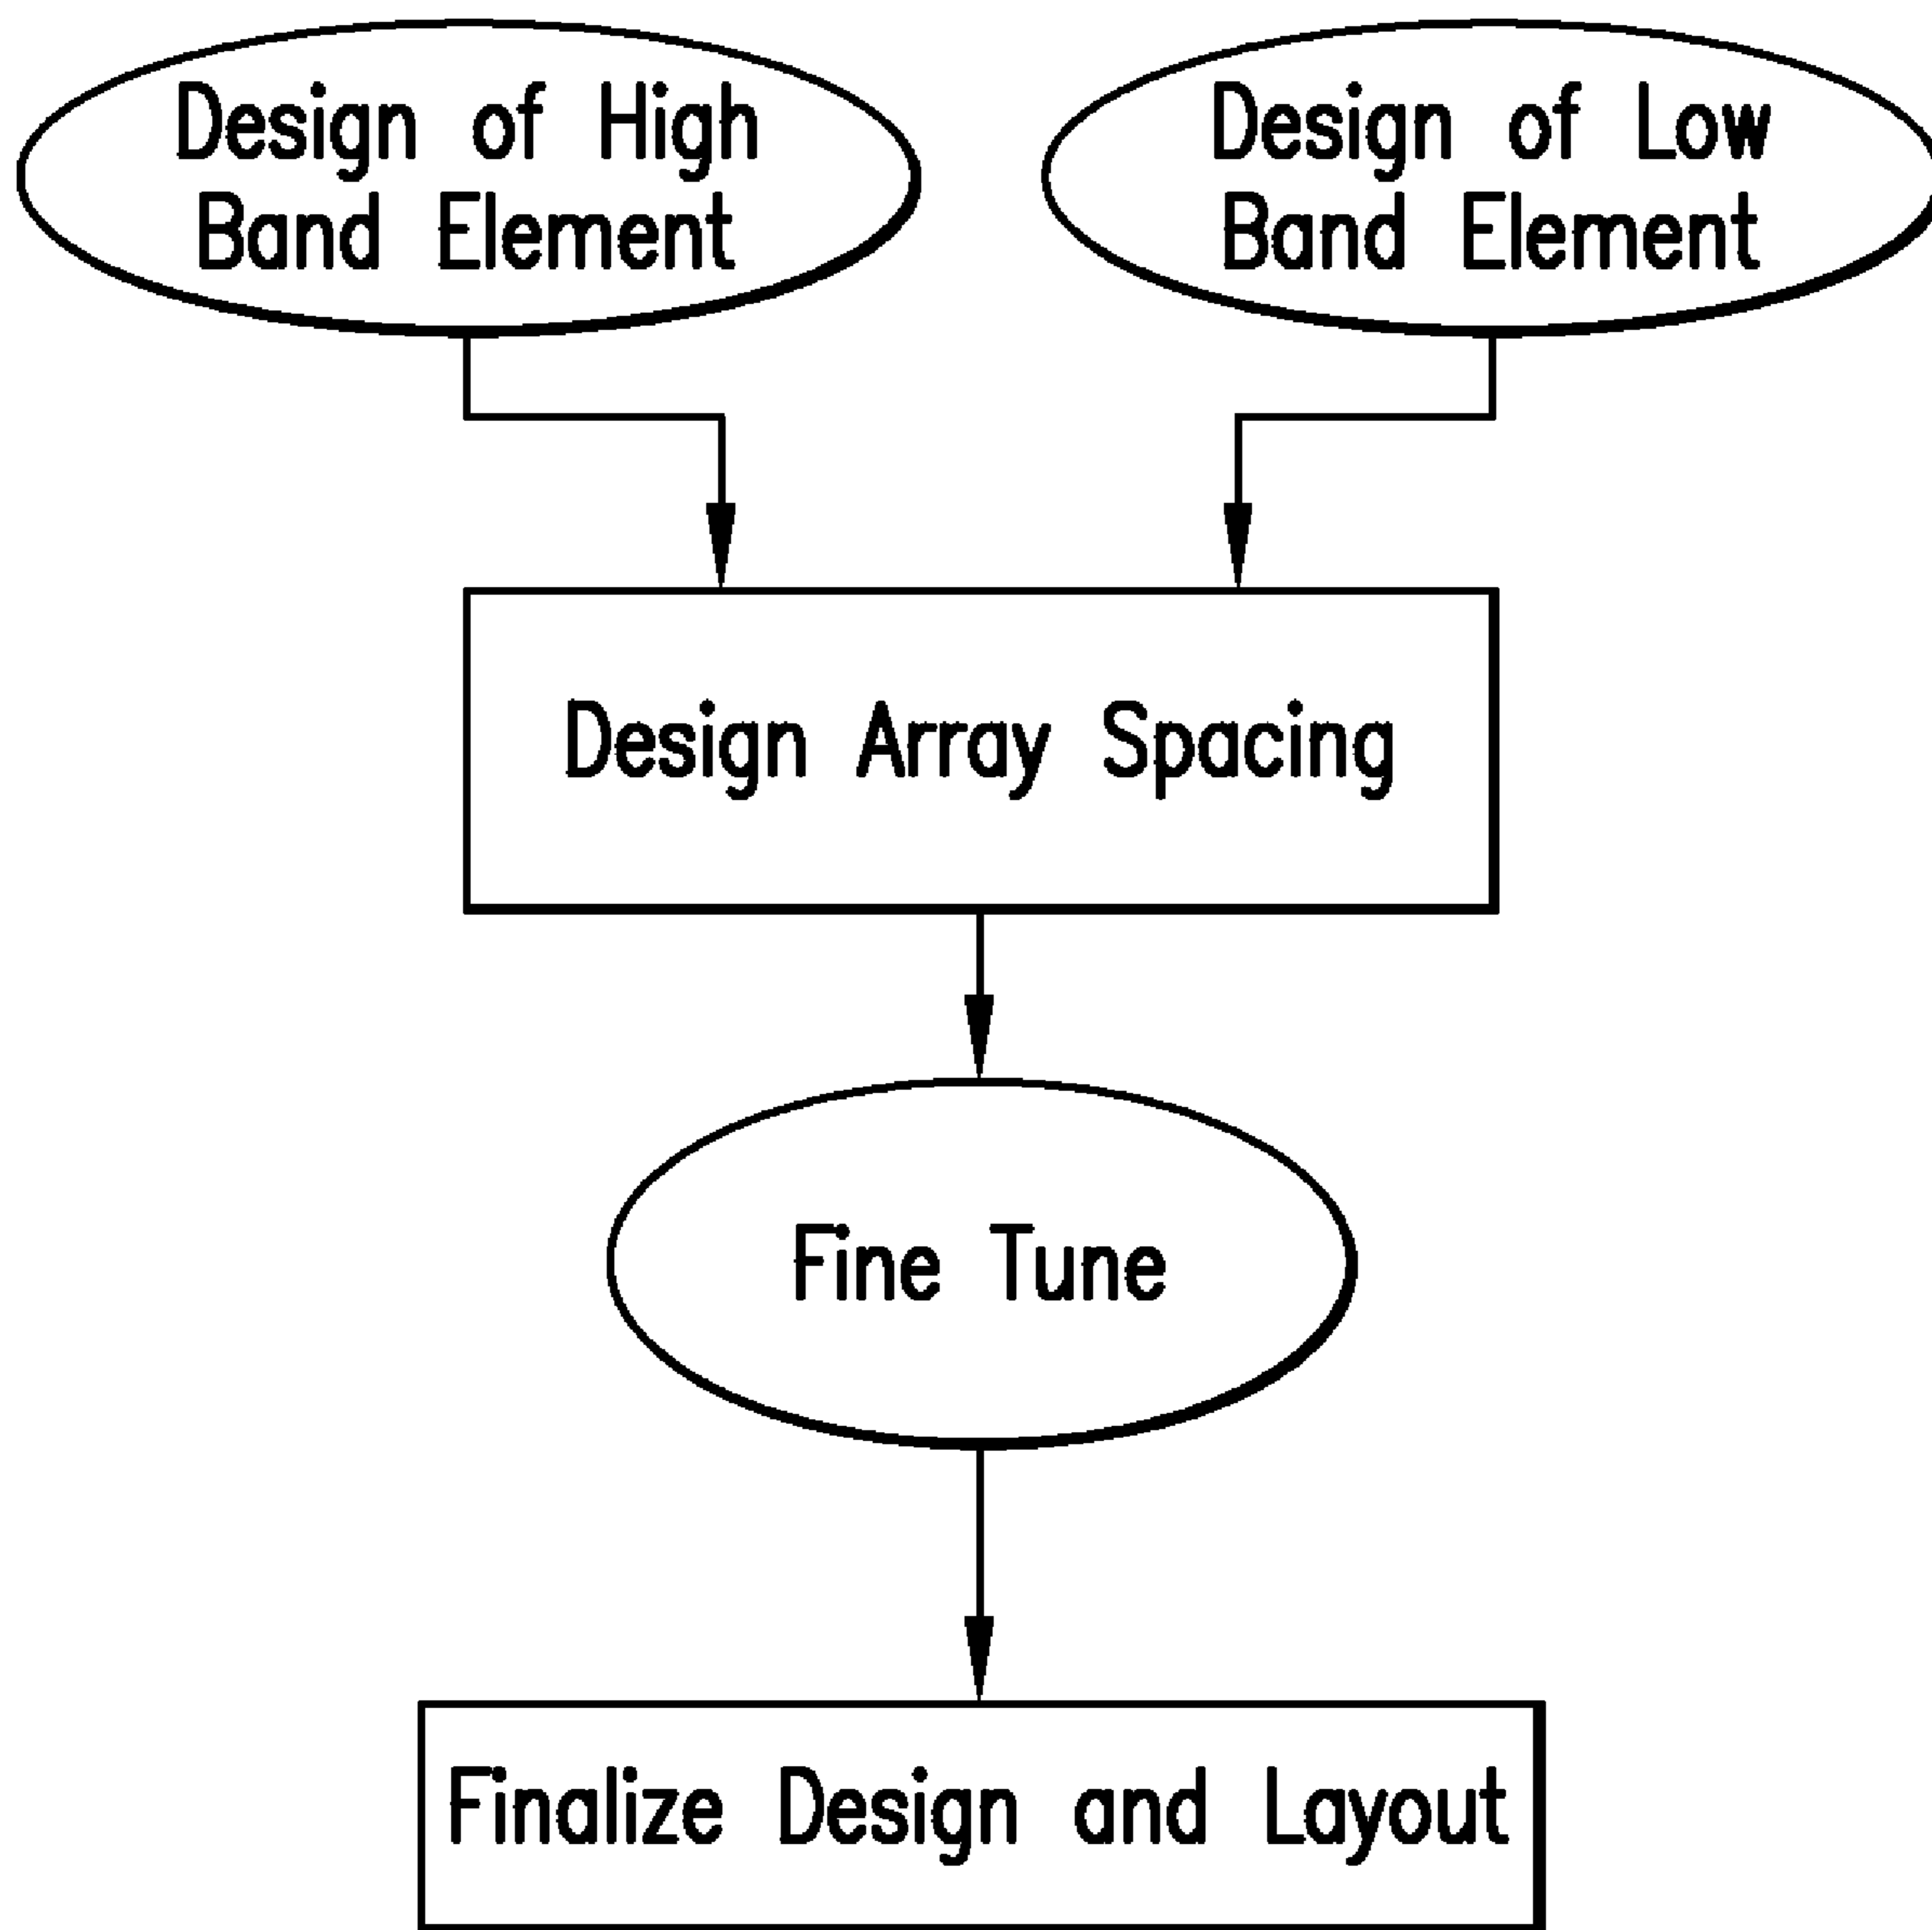 Design of High
Band Element
Design of Low
Band Element
Design Array Spacing
Fine Tune
Finalize Design and Layout